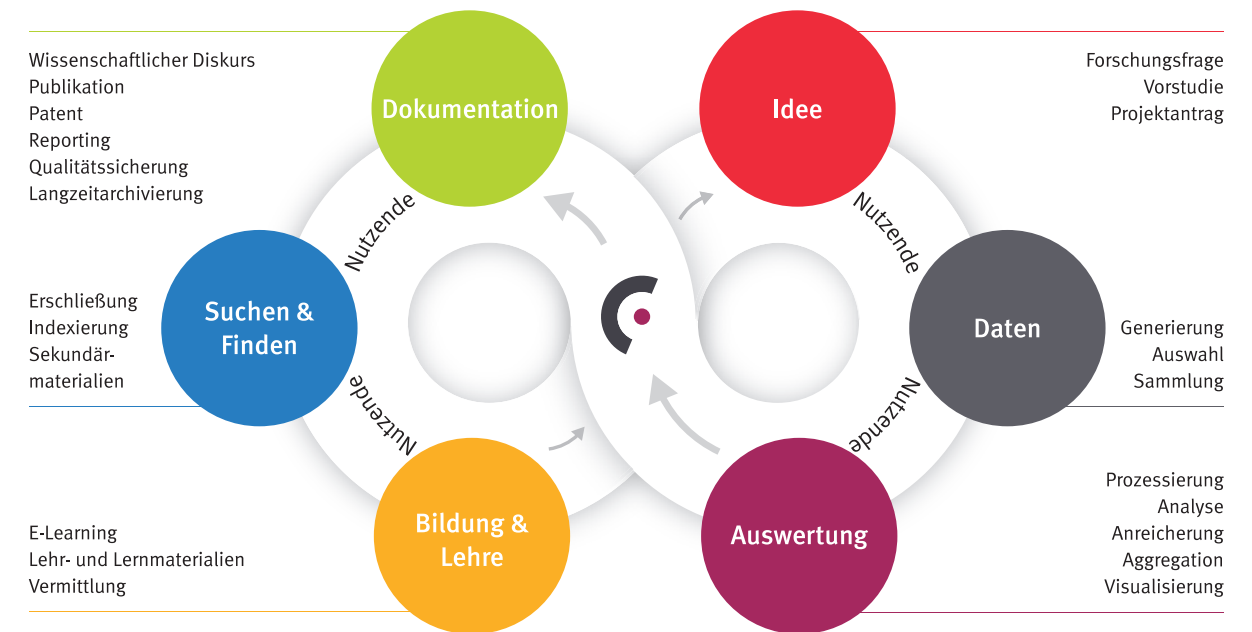 Wissenschaftlicher Diskurs
Publikation
Patent
Reporting
Qualitätssicherung
Langzeitarchivierung
Dokumentation
Idee
Forschungsfrage
Vorstudie
Projektantrag
Nutzende
Nutzende
Erschließung
Indexierung
Sekundär-
materialien
Suchen &
Finden
Daten
Generierung
Auswahl
Sammlung
Nutzende
Nutzende
E-Learning
Lehr- und Lernmaterialien
Vermittlung
Bildung &
Lehre
Auswertung
Prozessierung
Analyse
Anreicherung
Aggregation
Visualisierung